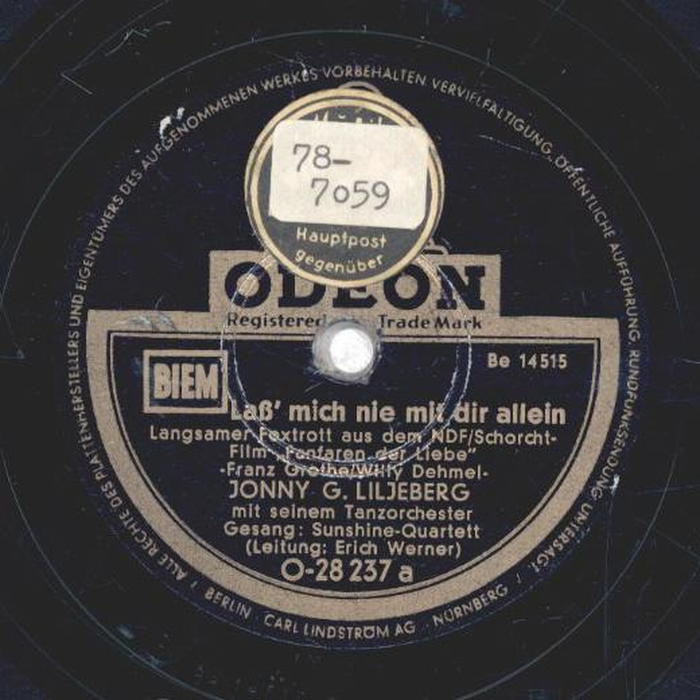 ALLE RECHTE DES PLATTENHERSTELLERS UND EIGENTÜMERS DES AUFGENOMMENEN WERKES VORBEHALTEN VERVIELFÄLTIGUNG, ÖFFENTLICHE AUFFÜHRUNG RUNDFUNKSENDUNG UNTERSAGT
78-
7059
Hauptpost
gegenüber
ODEON
Registered Trade Mark
BIEM
Be 14515
Laß' mich nie mit dir allein
Langsamer Foxtrott aus dem NDF/Schorcht-
Film „Fanfaren der Liebe"
-Franz Grothe/Willy Dehmel-
JONNY G. LILJEBERG
mit seinem Tanzorchester
Gesang: Sunshine-Quartett
(Leitung: Erich Werner)
O-28 237 a
/ BERLIN CARL LINDSTRÖM AG · NÜRNBERG /